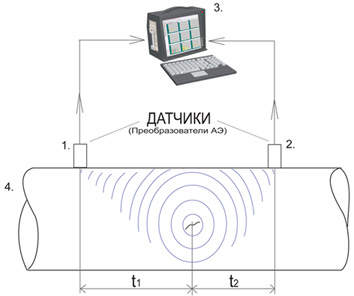 3.
ДАТЧИКИ
(Преобразователи АЭ)
1.
2.
4.
t1
t2